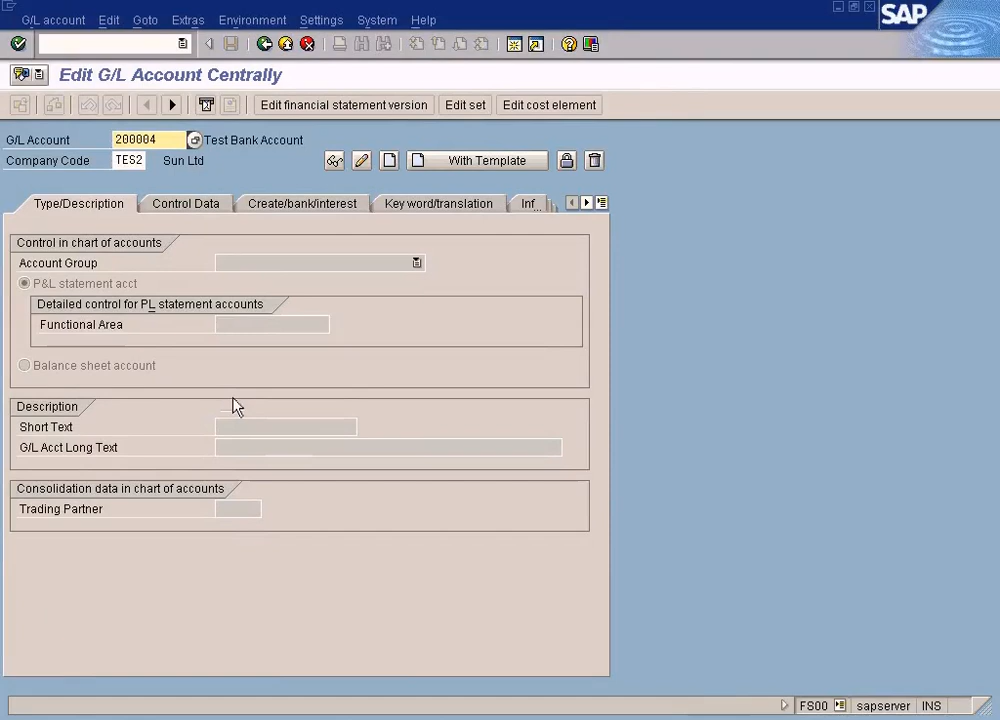 G/L account Edit Goto Extras Environment Settings System Help
SAP
Edit G/L Account Centrally
Edit financial statement version Edit set Edit cost element
G/L Account 200004 Test Bank Account
Company Code TES2 Sun Ltd With Template
Type/Description Control Data Create/bank/interest Key word/translation Inf...
Control in chart of accounts
Account Group
P&L statement acct
Detailed control for PL statement accounts
Functional Area
Balance sheet account
Description
Short Text
G/L Acct Long Text
Consolidation data in chart of accounts
Trading Partner
FS00 sapserver INS